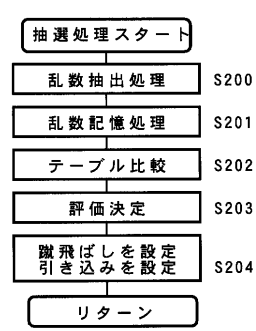 抽選処理スタート
乱数抽出処理 S200
乱数記憶処理 S201
テーブル比較 S202
評価決定 S203
蹴飛ばしを設定
引き込みを設定 S204
リターン